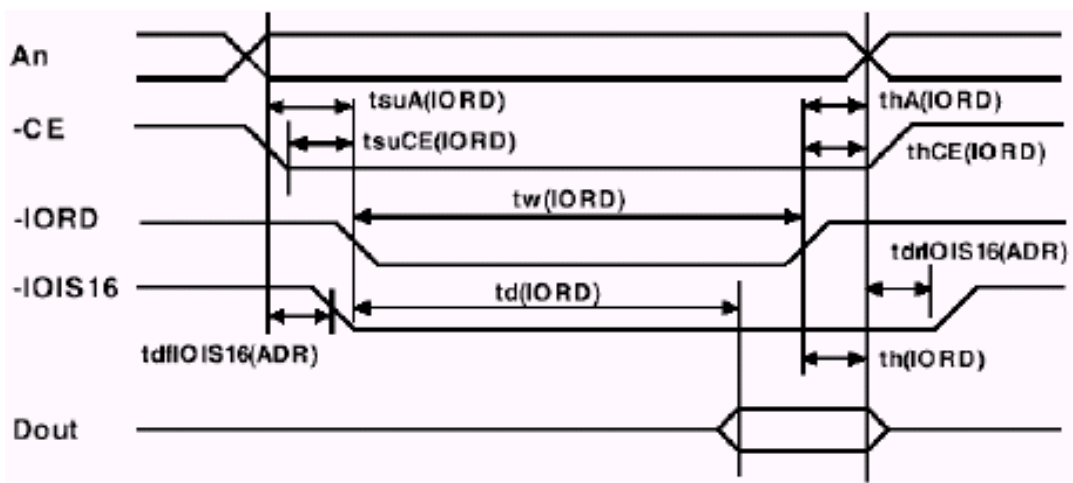 An
tsuA(IORD)
thA(IORD)
-CE
tsuCE(IORD)
thCE(IORD)
tw(IORD)
-IORD
tdrIOIS16(ADR)
-IOIS16
td(IORD)
tdfIOIS16(ADR)
th(IORD)
Dout